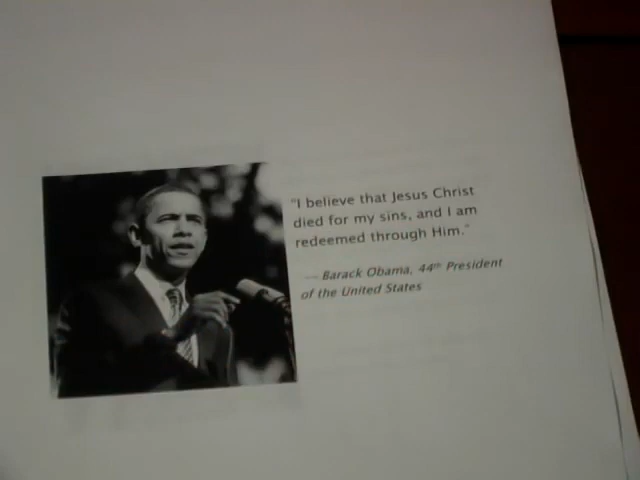 "I believe that Jesus Christ
died for my sins, and I am
redeemed through Him."
— Barack Obama, 44th President
of the United States